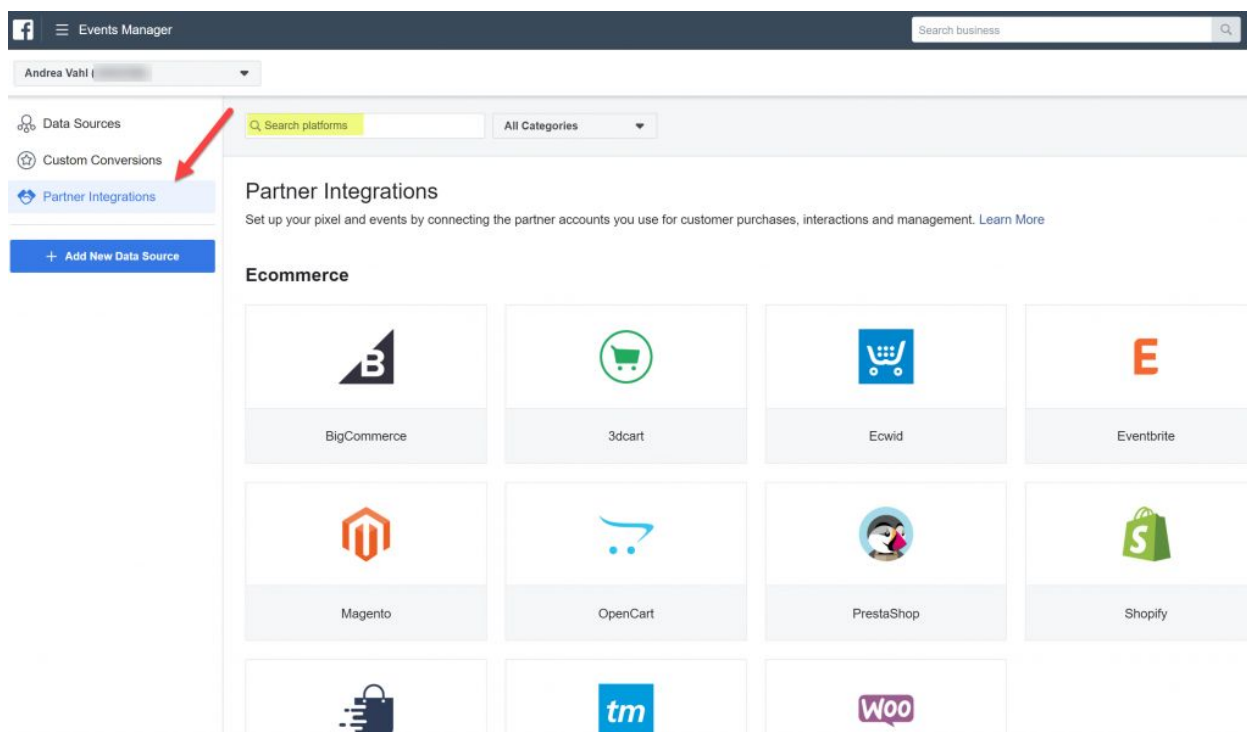 f
Events Manager
Search business
Andrea Vahl (
Data Sources
Search platforms
All Categories
Custom Conversions
Partner Integrations
Partner Integrations
Set up your pixel and events by connecting the partner accounts you use for customer purchases, interactions and management. Learn More
+ Add New Data Source
Ecommerce
B
E
BigCommerce
3dcart
Ecwid
Eventbrite
S
Magento
OpenCart
PrestaShop
Shopify
tm
WOO